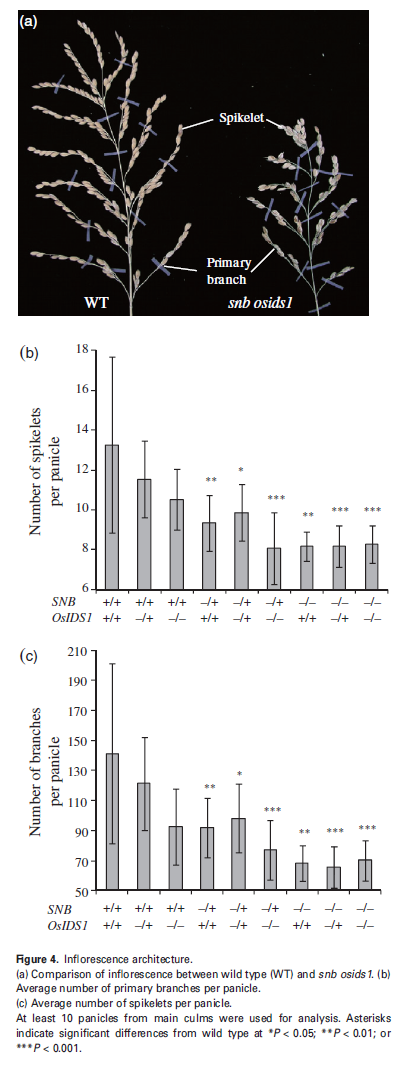 (a)
Spikelet
Primary
branch
WT
snb osids1
(b)
Number of spikelets
per panicle
18
16
14
12
10
8
6
** * *** ** *** ***
SNB +/+ +/+ +/+ –/+ –/+ –/+ –/– –/– –/–
OsIDS1 +/+ –/+ –/– +/+ –/+ –/– +/+ –/+ –/–
(c)
Number of branches
per panicle
210
190
170
150
130
110
90
70
50
** * *** ** *** ***
SNB +/+ +/+ +/+ –/+ –/+ –/+ –/– –/– –/–
OsIDS1 +/+ –/+ –/– +/+ –/+ –/– +/+ –/+ –/–
Figure 4. Inflorescence architecture.
(a) Comparison of inflorescence between wild type (WT) and snb osids1. (b)
Average number of primary branches per panicle.
(c) Average number of spikelets per panicle.
At least 10 panicles from main culms were used for analysis. Asterisks
indicate significant differences from wild type at *P < 0.05; **P < 0.01; or
***P < 0.001.